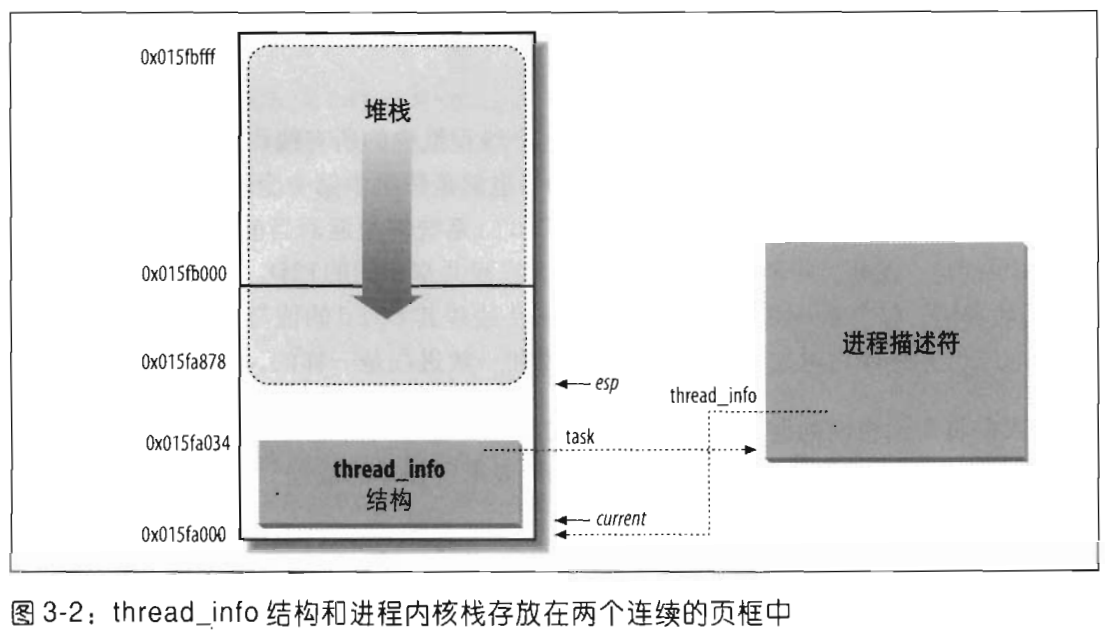 0x015fbfff
堆栈
0x015fb000
进程描述符
0x015fa878
esp
thread_info
0x015fa034
task
thread_info
结构
current
0x015fa000
图 3-2：thread_info 结构和进程内核栈存放在两个连续的页框中